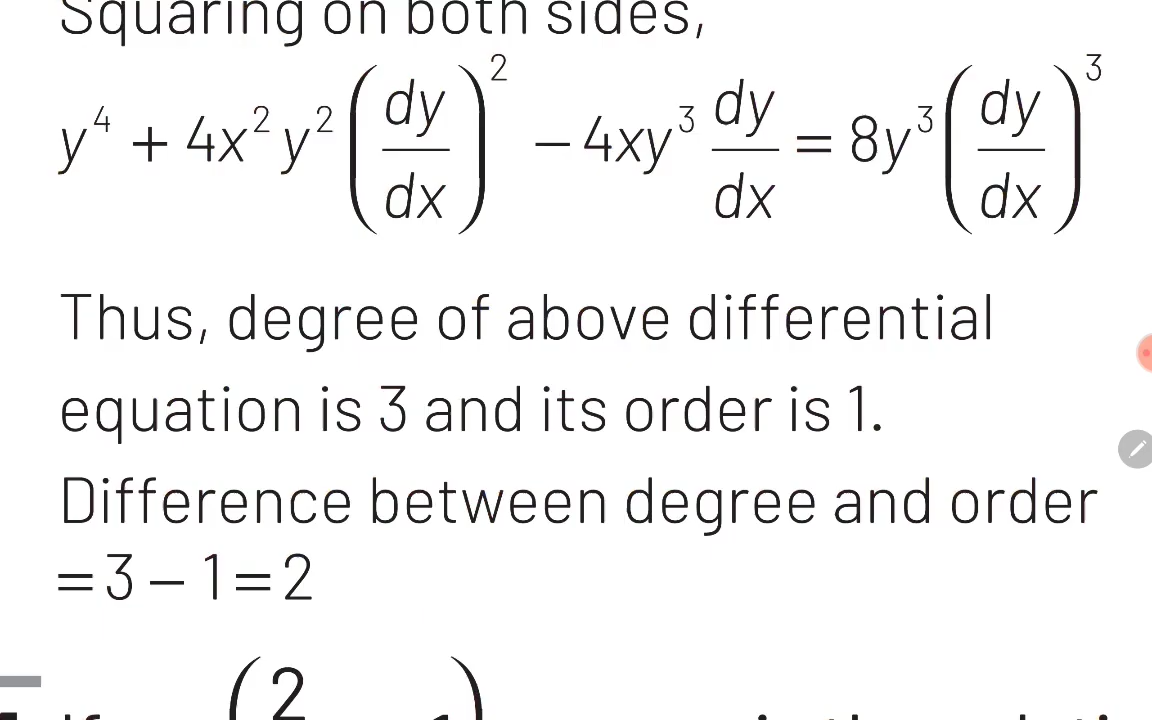 Squaring on both sides,
y⁴ + 4x²y² (dy/dx)² − 4xy³ dy/dx = 8y³ (dy/dx)³
Thus, degree of above differential
equation is 3 and its order is 1.
Difference between degree and order
= 3 − 1 = 2